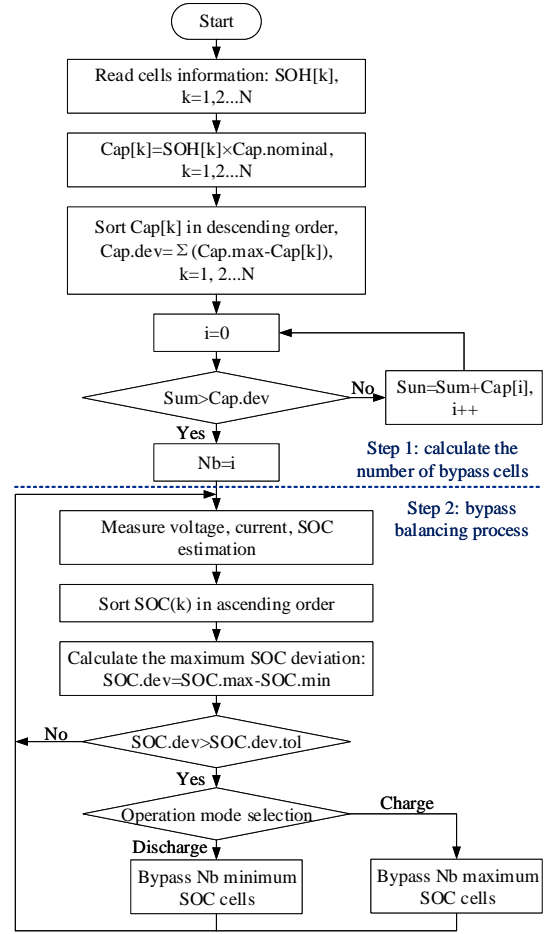 Start
Read cells information: SOH[k],
k=1,2...N
Cap[k]=SOH[k]×Cap.nominal,
k=1,2...N
Sort Cap[k] in descending order,
Cap.dev=Σ(Cap.max-Cap[k]),
k=1, 2...N
i=0
Sum>Cap.dev
No
Sun=Sum+Cap[i],
i++
Yes
Nb=i
Step 1: calculate the
number of bypass cells
Step 2: bypass
balancing process
Measure voltage, current, SOC
estimation
Sort SOC(k) in ascending order
Calculate the maximum SOC deviation:
SOC.dev=SOC.max-SOC.min
No
SOC.dev>SOC.dev.tol
Yes
Operation mode selection
Charge
Discharge
Bypass Nb minimum
SOC cells
Bypass Nb maximum
SOC cells